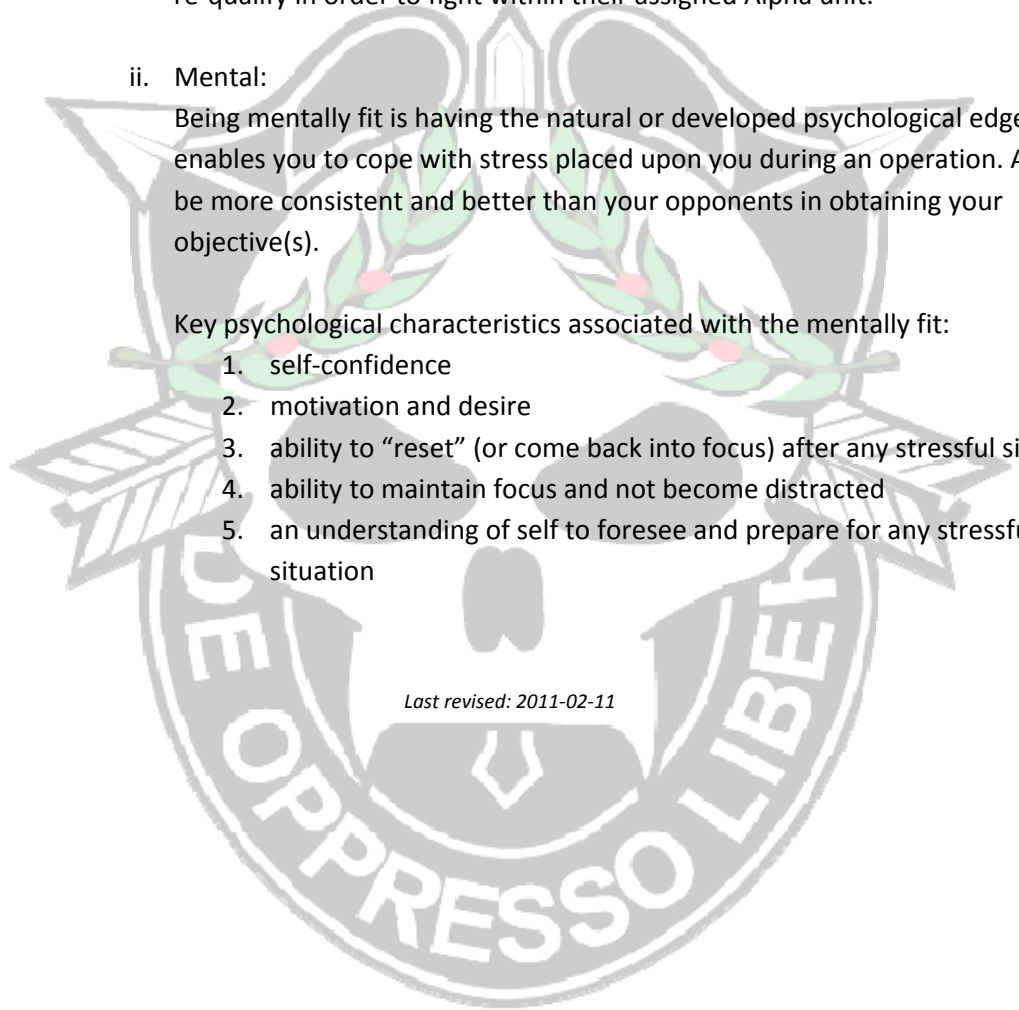 re-qualify in order to fight within their assigned Alpha unit.
ii. Mental:
Being mentally fit is having the natural or developed psychological edge
enables you to cope with stress placed upon you during an operation. A
be more consistent and better than your opponents in obtaining your
objective(s).
Key psychological characteristics associated with the mentally fit:
1. self-confidence
2. motivation and desire
3. ability to “reset” (or come back into focus) after any stressful si
4. ability to maintain focus and not become distracted
5. an understanding of self to foresee and prepare for any stressfu
situation
Last revised: 2011-02-11
DE OPPRESSO LIBER